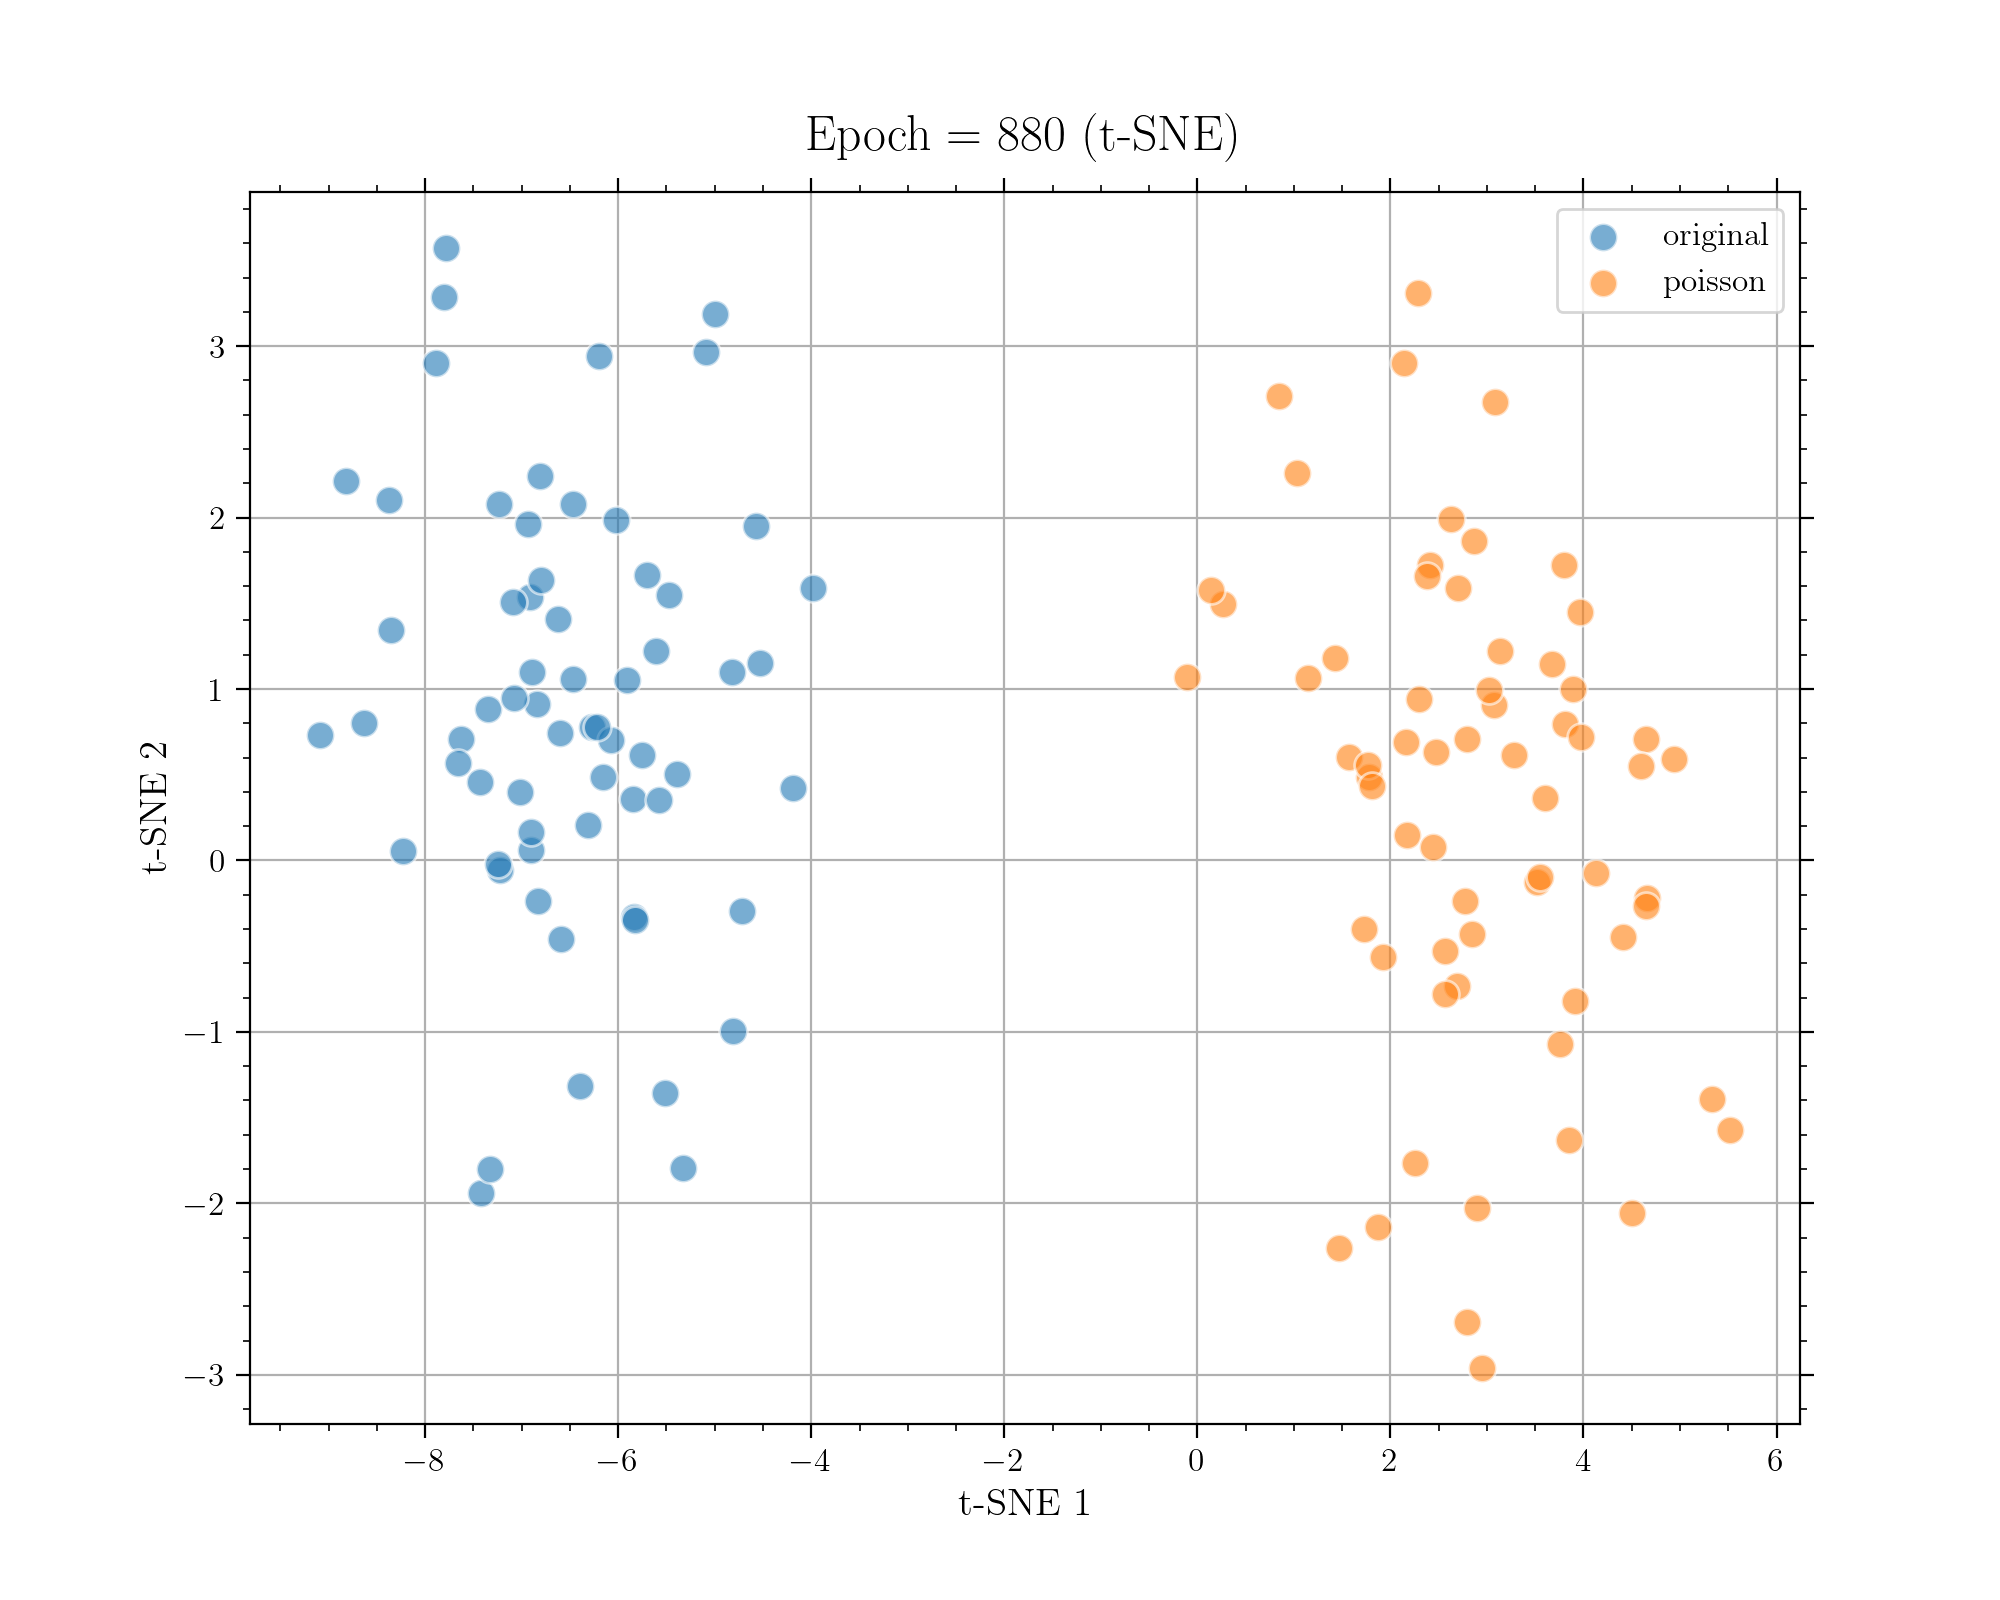 Epoch = 880 (t-SNE)
original
poisson
3
2
1
0
−1
−2
−3
t-SNE 2
−8 −6 −4 −2 0 2 4 6
t-SNE 1